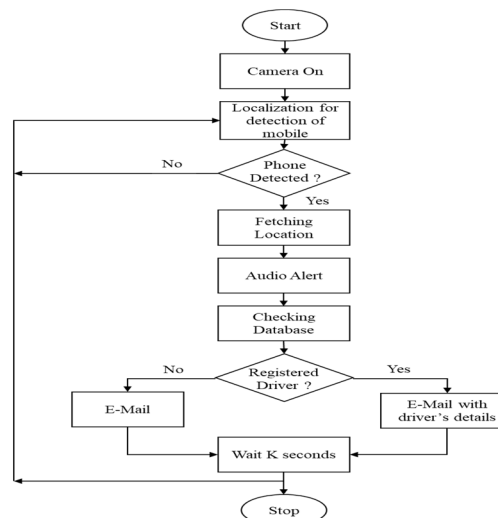 Start
Camera On
Localization for
detection of
mobile
No
Phone
Detected ?
Yes
Fetching
Location
Audio Alert
Checking
Database
No
Registered
Driver ?
Yes
E-Mail
E-Mail with
driver's details
Wait K seconds
Stop